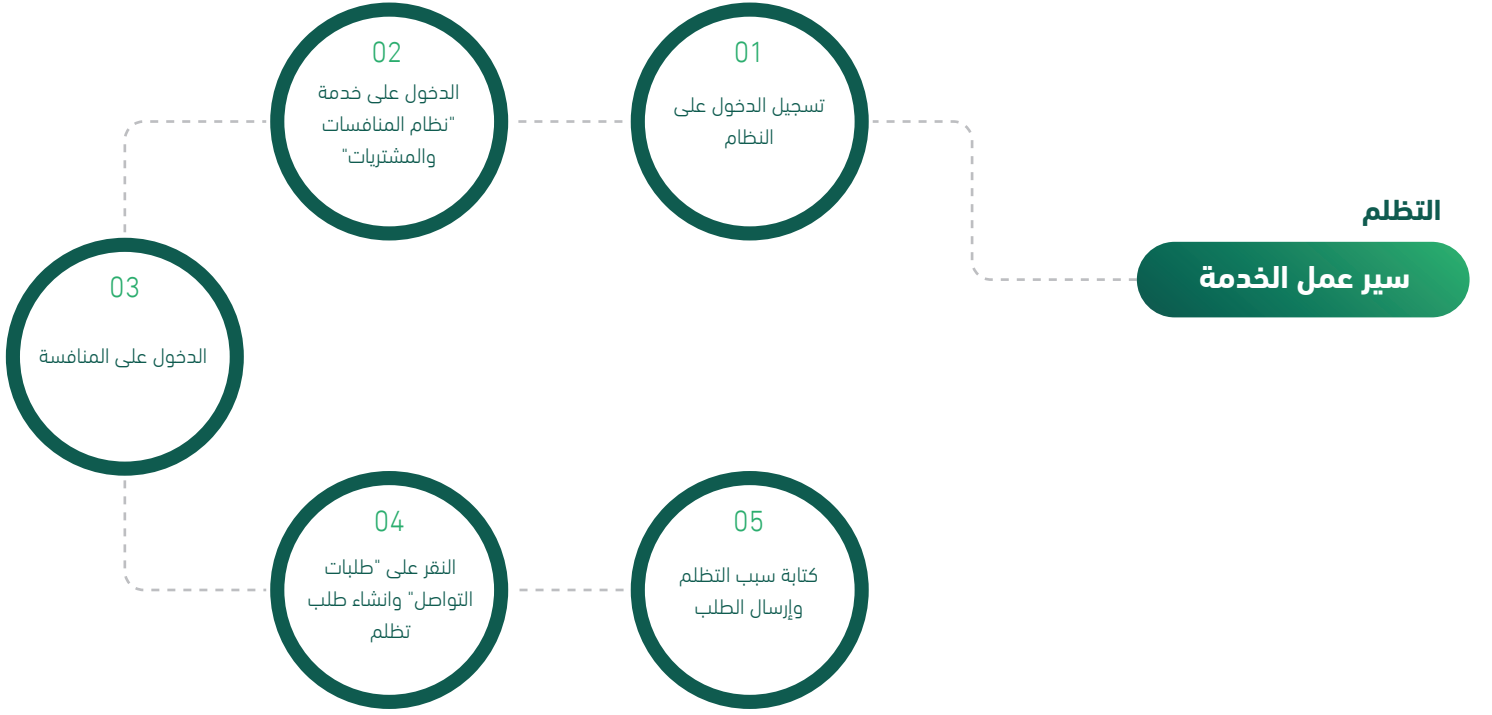 التظلم
سير عمل الخدمة
01
تسجيل الدخول على
النظام
02
الدخول على خدمة
"نظام المنافسات
والمشتريات"
03
الدخول على المنافسة
04
النقر على "طلبات
التواصل" وانشاء طلب
تظلم
05
كتابة سبب التظلم
وإرسال الطلب